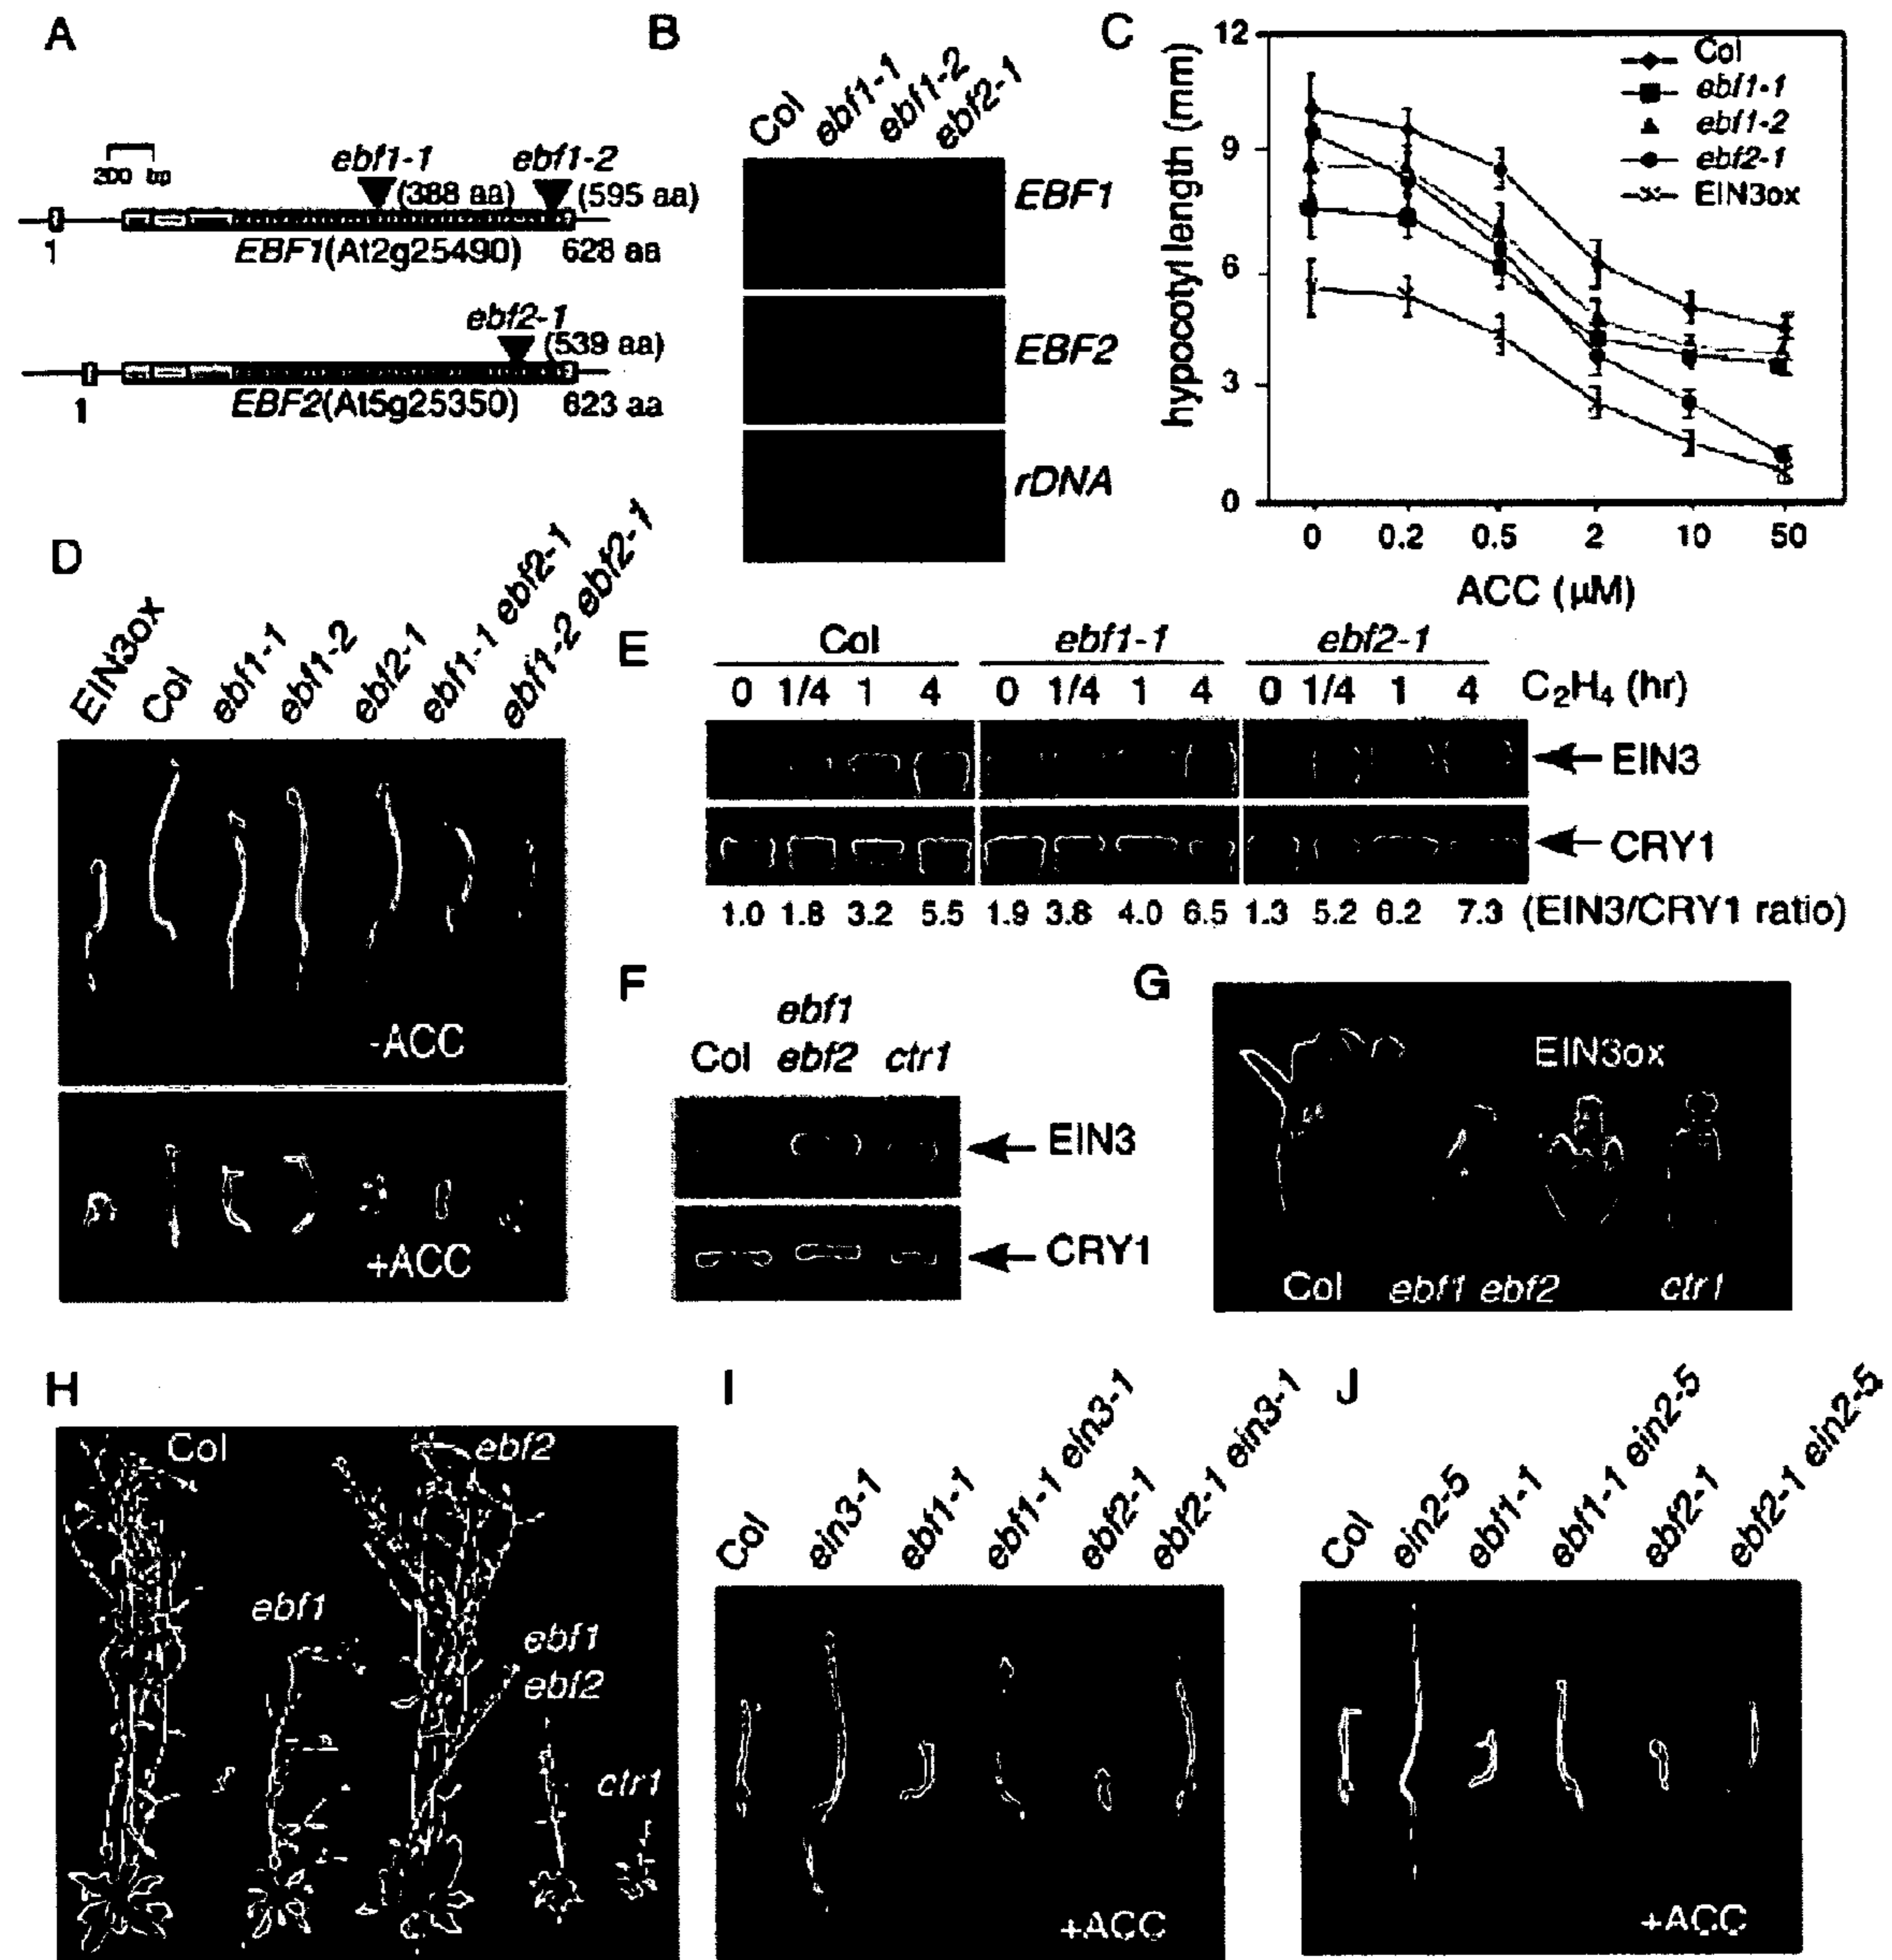 A
200 bp
ebf1-1
ebf1-2
(388 aa)
(595 aa)
1
EBF1(At2g25490)
628 aa
ebf2-1
(539 aa)
1
EBF2(At5g25350)
623 aa
B
Col
ebf1-1
ebf1-2
ebf2-1
EBF1
EBF2
rDNA
C
hypocotyl length (mm)
12
9
6
3
0
Col
ebf1-1
ebf1-2
ebf2-1
EIN3ox
0 0.2 0.5 2 10 50
ACC (μM)
D
EIN3ox
Col
ebf1-1
ebf1-2
ebf2-1
ebf1-1 ebf2-1
ebf1-2 ebf2-1
-ACC
+ACC
E
Col ebf1-1 ebf2-1
0 1/4 1 4 0 1/4 1 4 0 1/4 1 4 C2H4 (hr)
EIN3
CRY1
1.0 1.8 3.2 5.5 1.9 3.8 4.0 6.5 1.3 5.2 6.2 7.3 (EIN3/CRY1 ratio)
F
ebf1
Col ebf2 ctr1
EIN3
CRY1
G
EIN3ox
Col ebf1 ebf2 ctr1
H
Col
ebf2
ebf1
ebf1
ebf2
ctr1
I
Col
ein3-1
ebf1-1
ebf1-1 ein3-1
ebf2-1
ebf2-1 ein3-1
+ACC
J
Col
ein2-5
ebf1-1
ebf1-1 ein2-5
ebf2-1
ebf2-1 ein2-5
+ACC